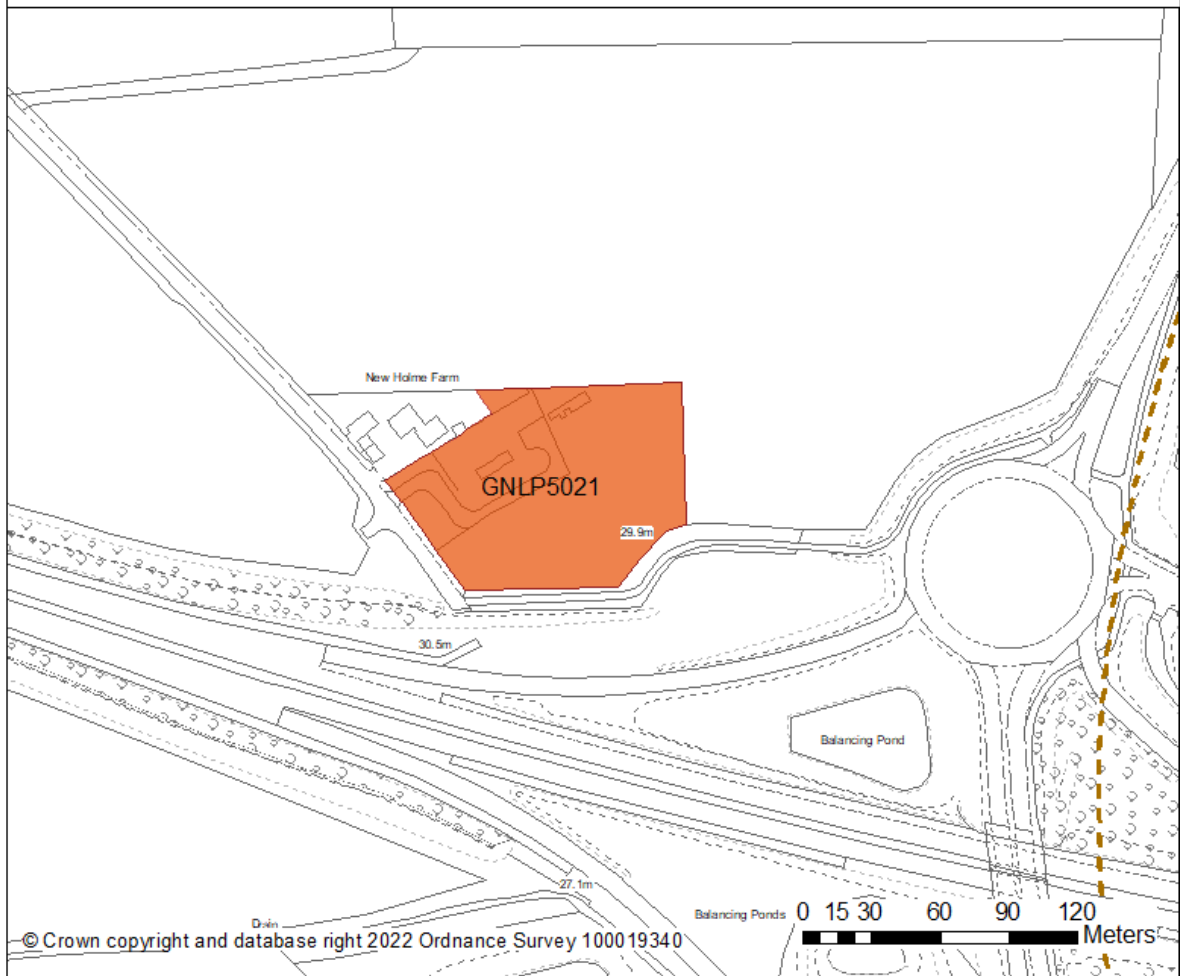 New Holme Farm
GNLP5021
29.9m
30.5m
Balancing Pond
27.1m
Drain
Balancing Ponds
0 15 30 60 90 120
Meters
© Crown copyright and database right 2022 Ordnance Survey 100019340